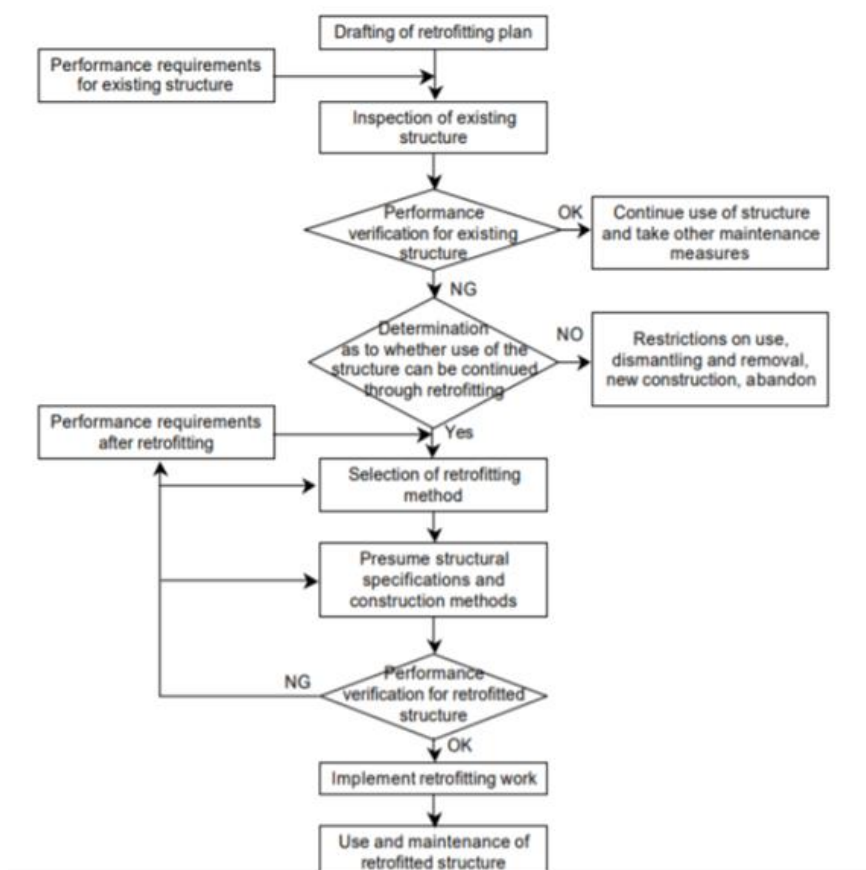 Drafting of retrofitting plan
Performance requirements
for existing structure
Inspection of existing
structure
Performance
verification for existing
structure
OK
Continue use of structure
and take other maintenance
measures
NG
Determination
as to whether use of the
structure can be continued
through retrofitting
NO
Restrictions on use,
dismantling and removal,
new construction, abandon
Performance requirements
after retrofitting
Yes
Selection of retrofitting
method
Presume structural
specifications and
construction methods
NG
Performance
verification for retrofitted
structure
OK
Implement retrofitting work
Use and maintenance of
retrofitted structure